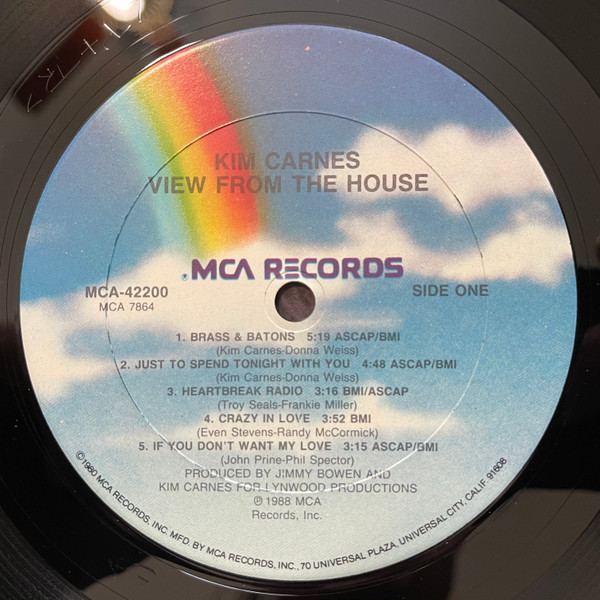 KIM CARNES
VIEW FROM THE HOUSE
MCA RECORDS
MCA-42200
MCA 7864
SIDE ONE
1. BRASS & BATONS 5:19 ASCAP/BMI
(Kim Carnes-Donna Weiss)
2. JUST TO SPEND TONIGHT WITH YOU 4:48 ASCAP/BMI
(Kim Carnes-Donna Weiss)
3. HEARTBREAK RADIO 3:16 BMI/ASCAP
(Troy Seals-Frankie Miller)
4. CRAZY IN LOVE 3:52 BMI
(Even Stevens-Randy McCormick)
5. IF YOU DON'T WANT MY LOVE 3:15 ASCAP/BMI
(John Prine-Phil Spector)
PRODUCED BY JIMMY BOWEN AND
KIM CARNES FOR LYNWOOD PRODUCTIONS
℗ 1988 MCA
Records, Inc.
©1980 MCA RECORDS, INC. MFD. BY MCA RECORDS, INC., 70 UNIVERSAL PLAZA, UNIVERSAL CITY, CALIF. 91608